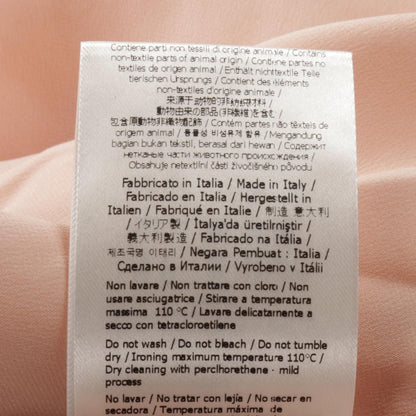 Contiene parti non tessili di origine animale / Contains
non-textile parts of animal origin / Contiene partes no
textiles de origen animal / Enthält nichttextile Teile
tierischen Ursprungs / Contient des éléments
non-textiles d'origine animale /
来源于动物的非纺织材料 /
動物由来の部品 (非繊維) を含む /
包含原動物非織物配飾 / Contém partes não têxteis de
origem animal / 동물성 비섬유제 함유 / Mengandung
bagian bukan tekstil, berasal dari hewan / Содержит
нетканые части животного происхождения /
Obsahuje netextilní části živočišného původu
Fabbricato in Italia / Made in Italy /
Fabricado en Italia / Hergestellt in
Italien / Fabriqué en Italie / 制造 意大利
/ イタリア製 / İtalya'da üretilmiştir /
義大利製造 / Fabricado na Itália /
제조국명 이태리 / Negara Pembuat : Italia /
Сделано в Италии / Vyrobeno v Itálii
Non lavare / Non trattare con cloro / Non
usare asciugatrice / Stirare a temperatura
massima 110 °C / Lavare delicatamente a
secco con tetracloroetilene
Do not wash / Do not bleach / Do not tumble
dry / Ironing maximum temperature 110°C /
Dry cleaning with perclhorethene - mild
process
No lavar / No tratar con lejía / No secar en
secadora / Temperatura máxima de